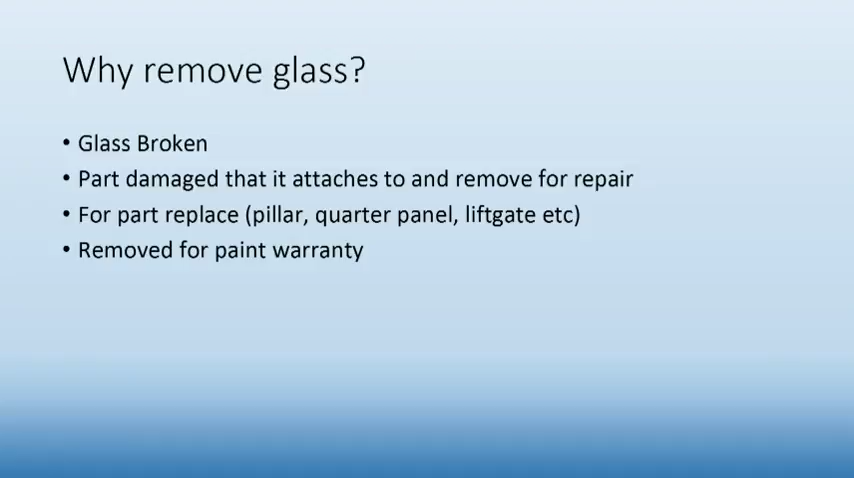 Why remove glass?
• Glass Broken
• Part damaged that it attaches to and remove for repair
• For part replace (pillar, quarter panel, liftgate etc)
• Removed for paint warranty